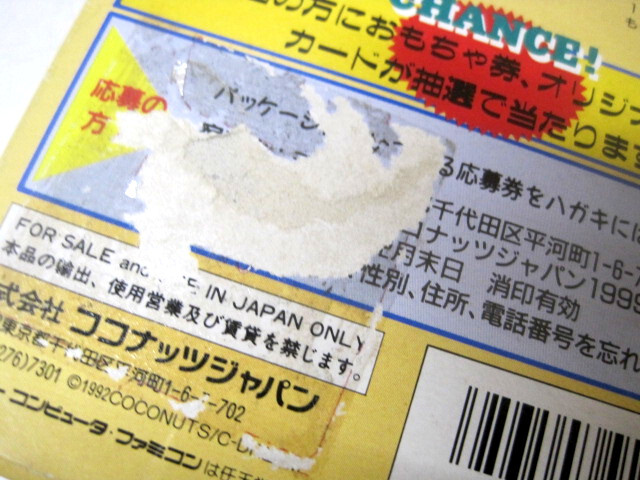 CHANCE!
の方におもちゃ券、オリジ
カードが抽選で当たります
応募の
方
パッケージ
る応募券をハガキには
千代田区平河町1-6-7
コナッツジャパン199
月末日 消印有効
性別、住所、電話番号を忘れ
FOR SALE and IN JAPAN ONLY
本品の輸出、使用営業及び賃貸を禁じます。
式会社 ココナッツジャパン
東京 千代田区平河町1-6- -702
276)7301 ©1992COCONUTS/C-D
コンピュータ・ファミコンは任天